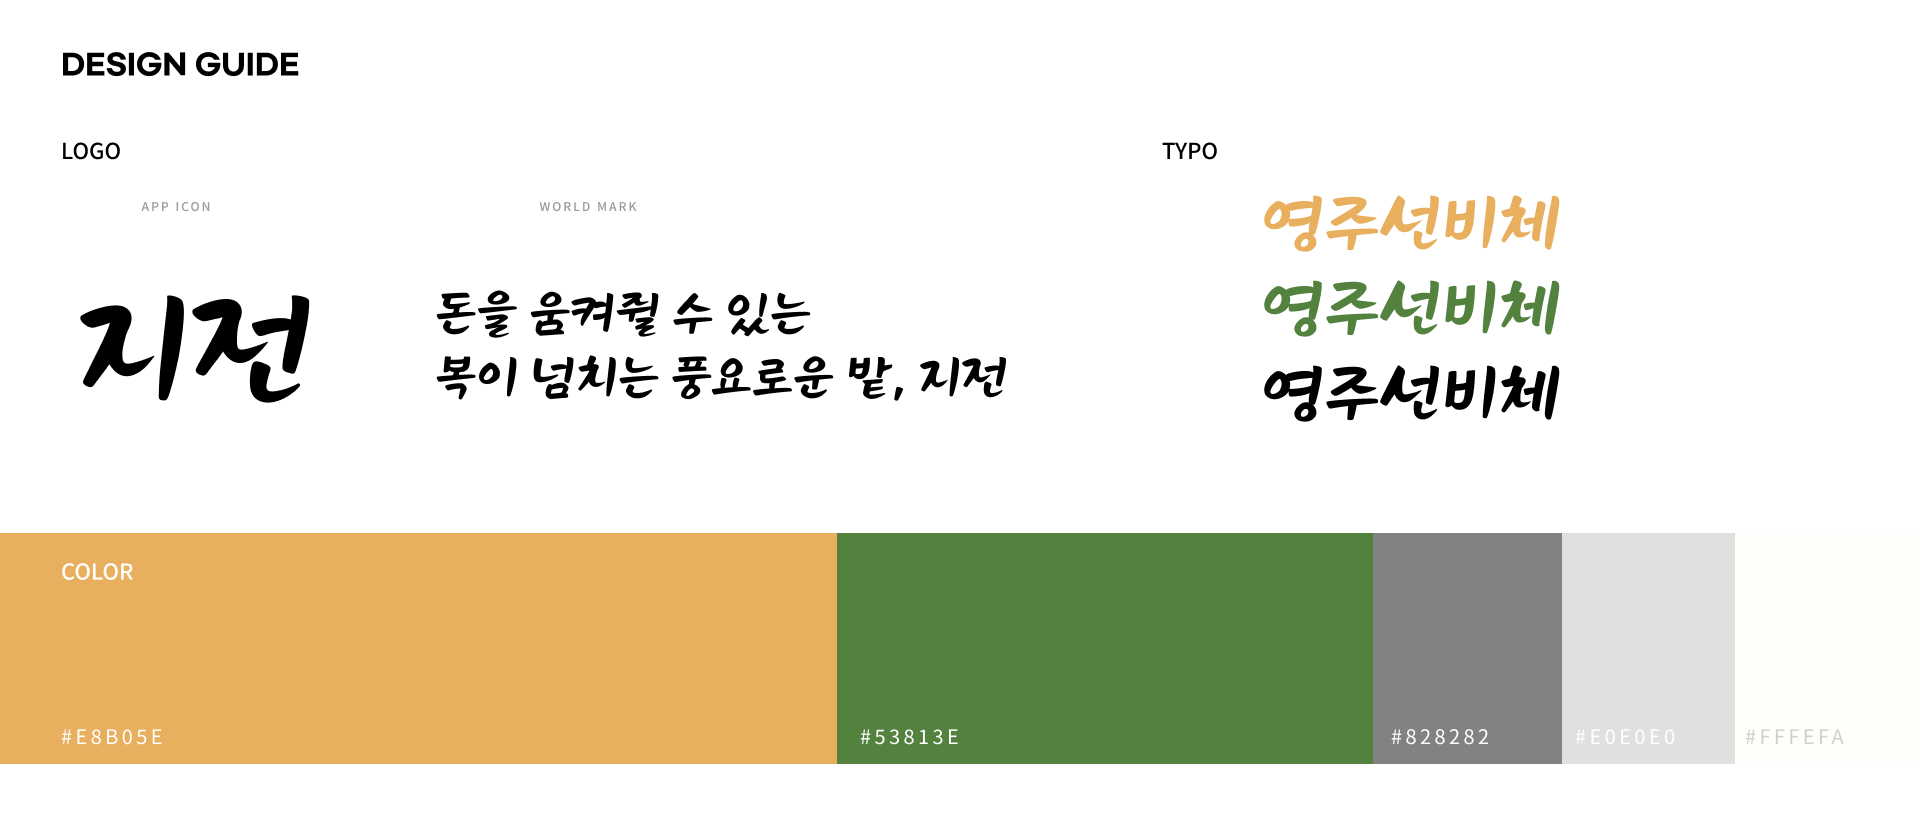 DESIGN GUIDE
LOGO
APP ICON
WORLD MARK
지전
돈을 움켜쥘 수 있는
복이 넘치는 풍요로운 밭, 지전
TYPO
영주선비체
영주선비체
영주선비체
COLOR
#E8B05E
#53813E
#828282
#E0E0E0
#FFFEFA